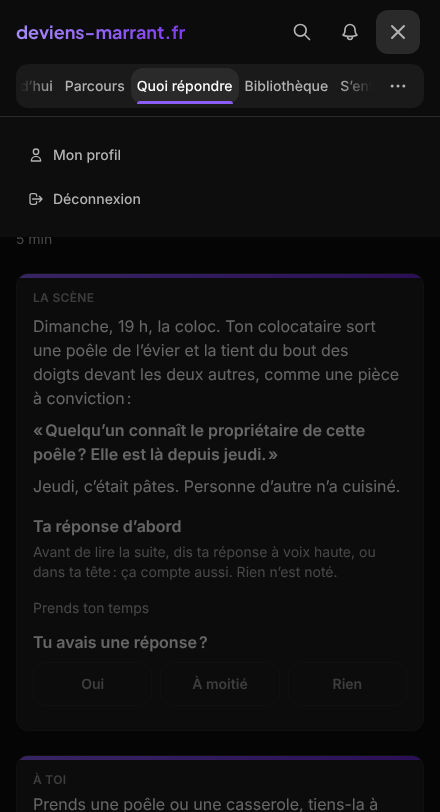 deviens-marrant.fr
d'hui Parcours Quoi répondre Bibliothèque S'en
Mon profil
Déconnexion
5 min
LA SCÈNE
Dimanche, 19 h, la coloc. Ton colocataire sort
une poêle de l'évier et la tient du bout des
doigts devant les deux autres, comme une pièce
à conviction :
« Quelqu'un connaît le propriétaire de cette
poêle ? Elle est là depuis jeudi. »
Jeudi, c'était pâtes. Personne d'autre n'a cuisiné.
Ta réponse d'abord
Avant de lire la suite, dis ta réponse à voix haute, ou
dans ta tête : ça compte aussi. Rien n'est noté.
Prends ton temps
Tu avais une réponse ?
Oui À moitié Rien
À TOI
Prends une poêle ou une casserole, tiens-la à